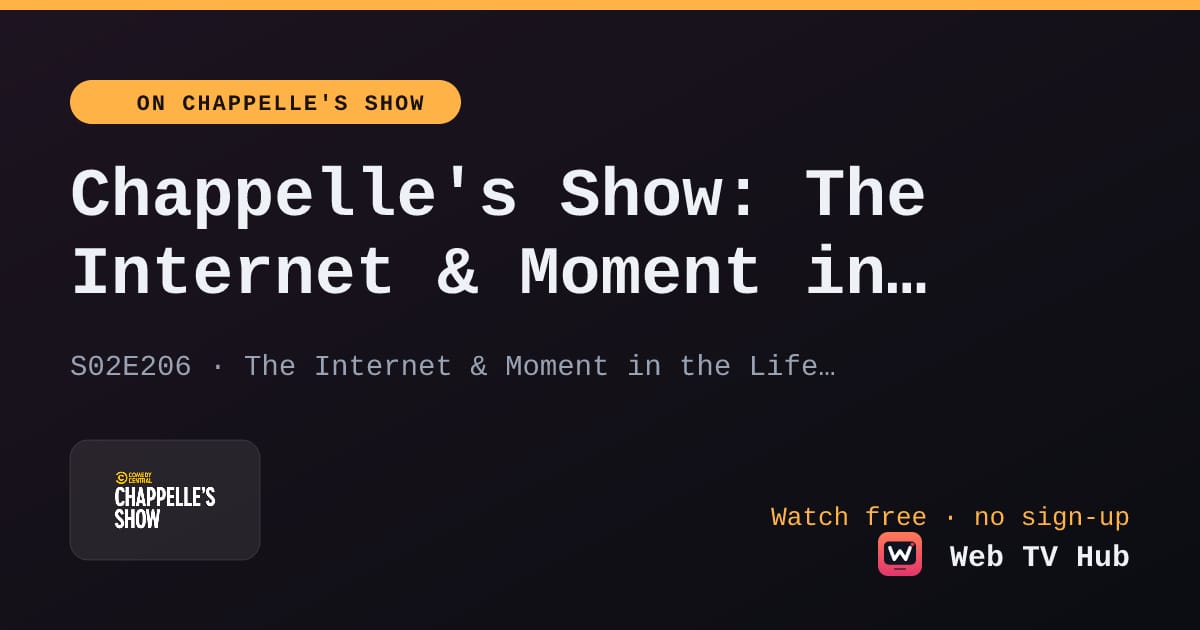 ON CHAPPELLE'S SHOW
Chappelle's Show: The
Internet & Moment in…
S02E206 · The Internet & Moment in the Life…
COMEDY
CENTRAL
CHAPPELLE'S
SHOW
Watch free · no sign-up
W
Web TV Hub